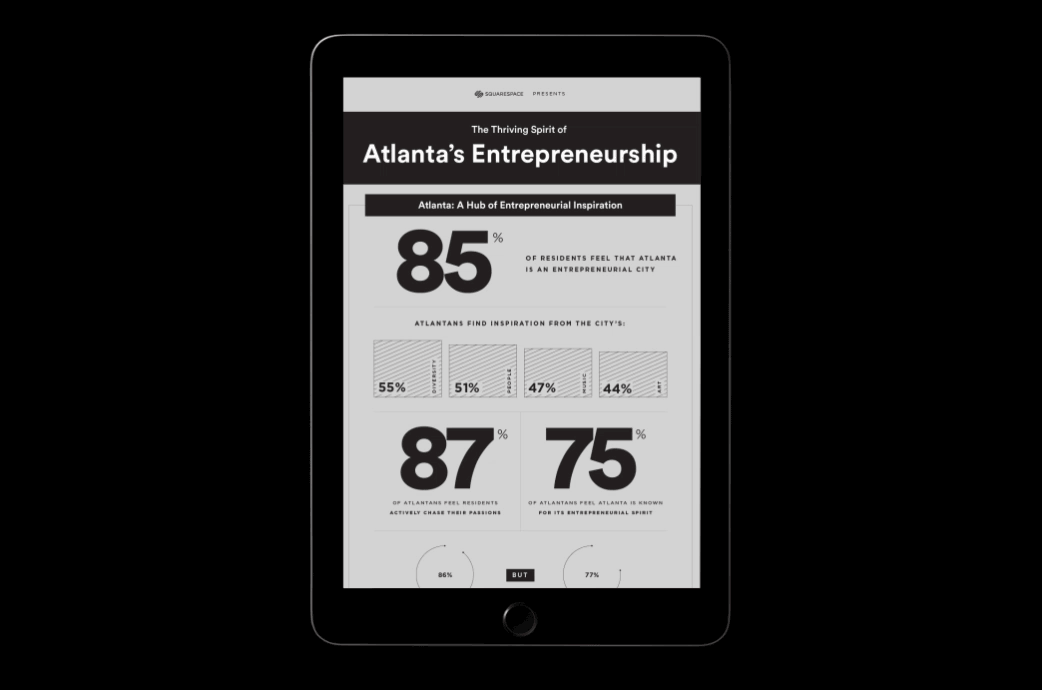 SQUARESPACE PRESENTS
The Thriving Spirit of
Atlanta's Entrepreneurship
Atlanta: A Hub of Entrepreneurial Inspiration
85%
OF RESIDENTS FEEL THAT ATLANTA
IS AN ENTREPRENEURIAL CITY
ATLANTANS FIND INSPIRATION FROM THE CITY'S:
55% DIVERSITY
51% PEOPLE
47% MUSIC
44% ART
87%
OF ATLANTANS FEEL RESIDENTS
ACTIVELY CHASE THEIR PASSIONS
75%
OF ATLANTANS FEEL ATLANTA IS KNOWN
FOR ITS ENTREPRENEURIAL SPIRIT
86%
BUT
77%